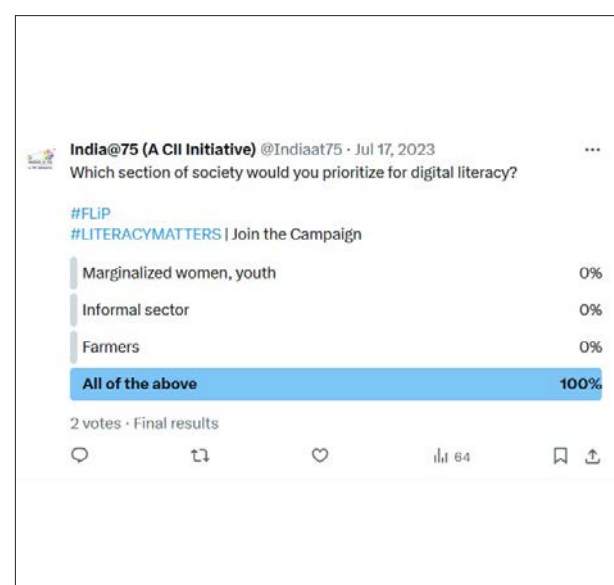 India@75 (A CII Initiative) @Indiaat75 · Jul 17, 2023 ...
Which section of society would you prioritize for digital literacy?
#FLiP
#LITERACYMATTERS | Join the Campaign
Marginalized women, youth 0%
Informal sector 0%
Farmers 0%
All of the above 100%
2 votes · Final results
64